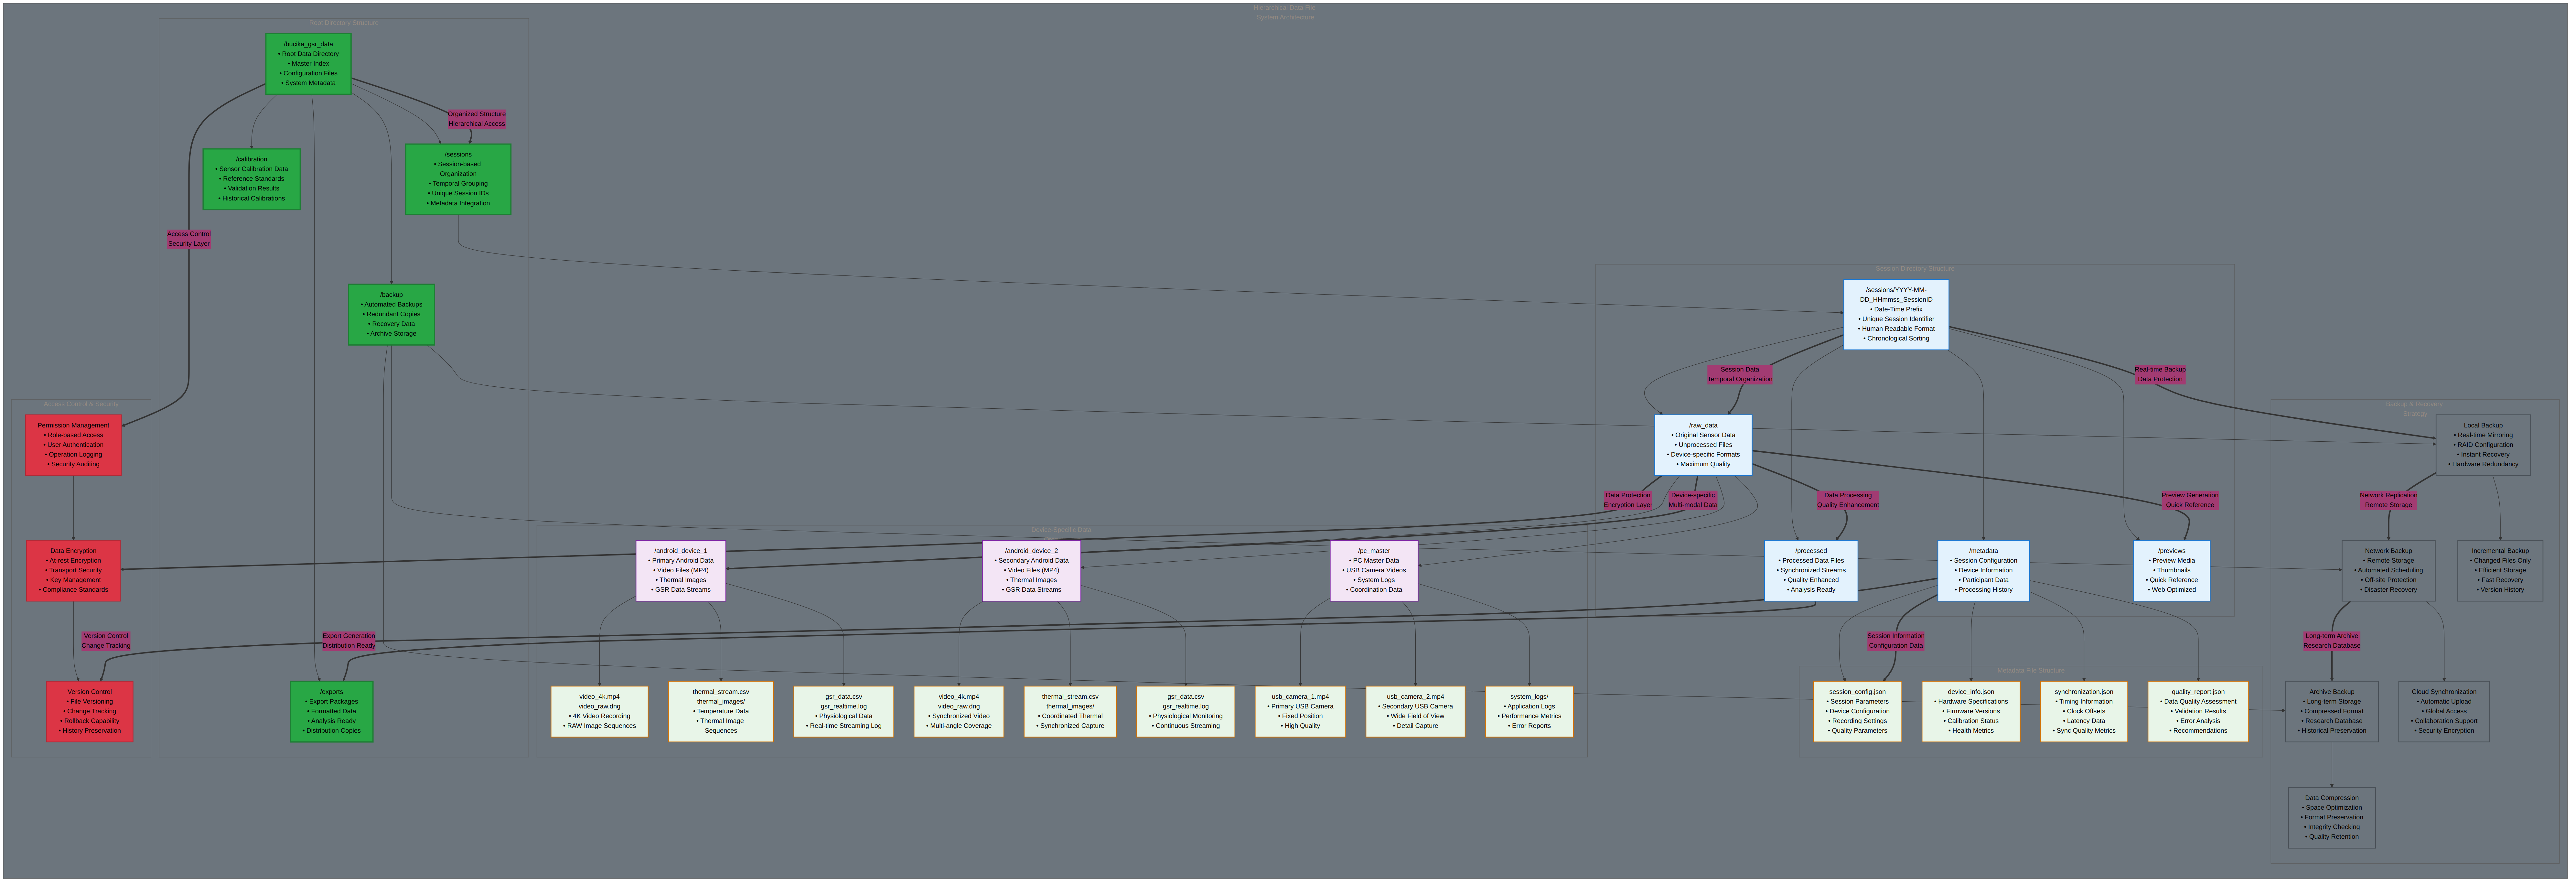 Hierarchical Data File
System Architecture
Root Directory Structure
/bucika_gsr_data
• Root Data Directory
• Master Index
• Configuration Files
• System Metadata
Organized Structure
Hierarchical Access
/calibration
• Sensor Calibration Data
• Reference Standards
• Validation Results
• Historical Calibrations
/sessions
• Session-based
Organization
• Temporal Grouping
• Unique Session IDs
• Metadata Integration
Access Control
Security Layer
/backup
• Automated Backups
• Redundant Copies
• Recovery Data
• Archive Storage
Session Directory Structure
/sessions/YYYY-MM-
DD_HHmmss_SessionID
• Date-Time Prefix
• Unique Session Identifier
• Human Readable Format
• Chronological Sorting
Session Data
Temporal Organization
Real-time Backup
Data Protection
Access Control & Security
Permission Management
• Role-based Access
• User Authentication
• Operation Logging
• Security Auditing
/raw_data
• Original Sensor Data
• Unprocessed Files
• Device-specific Formats
• Maximum Quality
Backup & Recovery
Strategy
Local Backup
• Real-time Mirroring
• RAID Configuration
• Instant Recovery
• Hardware Redundancy
Data Protection
Encryption Layer
Device-specific
Multi-modal Data
Data Processing
Quality Enhancement
Preview Generation
Quick Reference
Network Replication
Remote Storage
Device-Specific Data
Data Encryption
• At-rest Encryption
• Transport Security
• Key Management
• Compliance Standards
/android_device_1
• Primary Android Data
• Video Files (MP4)
• Thermal Images
• GSR Data Streams
/android_device_2
• Secondary Android Data
• Video Files (MP4)
• Thermal Images
• GSR Data Streams
/pc_master
• PC Master Data
• USB Camera Videos
• System Logs
• Coordination Data
/processed
• Processed Data Files
• Synchronized Streams
• Quality Enhanced
• Analysis Ready
/metadata
• Session Configuration
• Device Information
• Participant Data
• Processing History
/previews
• Preview Media
• Thumbnails
• Quick Reference
• Web Optimized
Network Backup
• Remote Storage
• Automated Scheduling
• Off-site Protection
• Disaster Recovery
Incremental Backup
• Changed Files Only
• Efficient Storage
• Fast Recovery
• Version History
Version Control
Change Tracking
Export Generation
Distribution Ready
Session Information
Configuration Data
Long-term Archive
Research Database
Metadata File Structure
Version Control
• File Versioning
• Change Tracking
• Rollback Capability
• History Preservation
/exports
• Export Packages
• Formatted Data
• Analysis Ready
• Distribution Copies
video_4k.mp4
video_raw.dng
• 4K Video Recording
• RAW Image Sequences
thermal_stream.csv
thermal_images/
• Temperature Data
• Thermal Image
Sequences
gsr_data.csv
gsr_realtime.log
• Physiological Data
• Real-time Streaming Log
video_4k.mp4
video_raw.dng
• Synchronized Video
• Multi-angle Coverage
thermal_stream.csv
thermal_images/
• Coordinated Thermal
• Synchronized Capture
gsr_data.csv
gsr_realtime.log
• Physiological Monitoring
• Continuous Streaming
usb_camera_1.mp4
• Primary USB Camera
• Fixed Position
• High Quality
usb_camera_2.mp4
• Secondary USB Camera
• Wide Field of View
• Detail Capture
system_logs/
• Application Logs
• Performance Metrics
• Error Reports
session_config.json
• Session Parameters
• Device Configuration
• Recording Settings
• Quality Parameters
device_info.json
• Hardware Specifications
• Firmware Versions
• Calibration Status
• Health Metrics
synchronization.json
• Timing Information
• Clock Offsets
• Latency Data
• Sync Quality Metrics
quality_report.json
• Data Quality Assessment
• Validation Results
• Error Analysis
• Recommendations
Archive Backup
• Long-term Storage
• Compressed Format
• Research Database
• Historical Preservation
Cloud Synchronization
• Automatic Upload
• Global Access
• Collaboration Support
• Security Encryption
Data Compression
• Space Optimization
• Format Preservation
• Integrity Checking
• Quality Retention